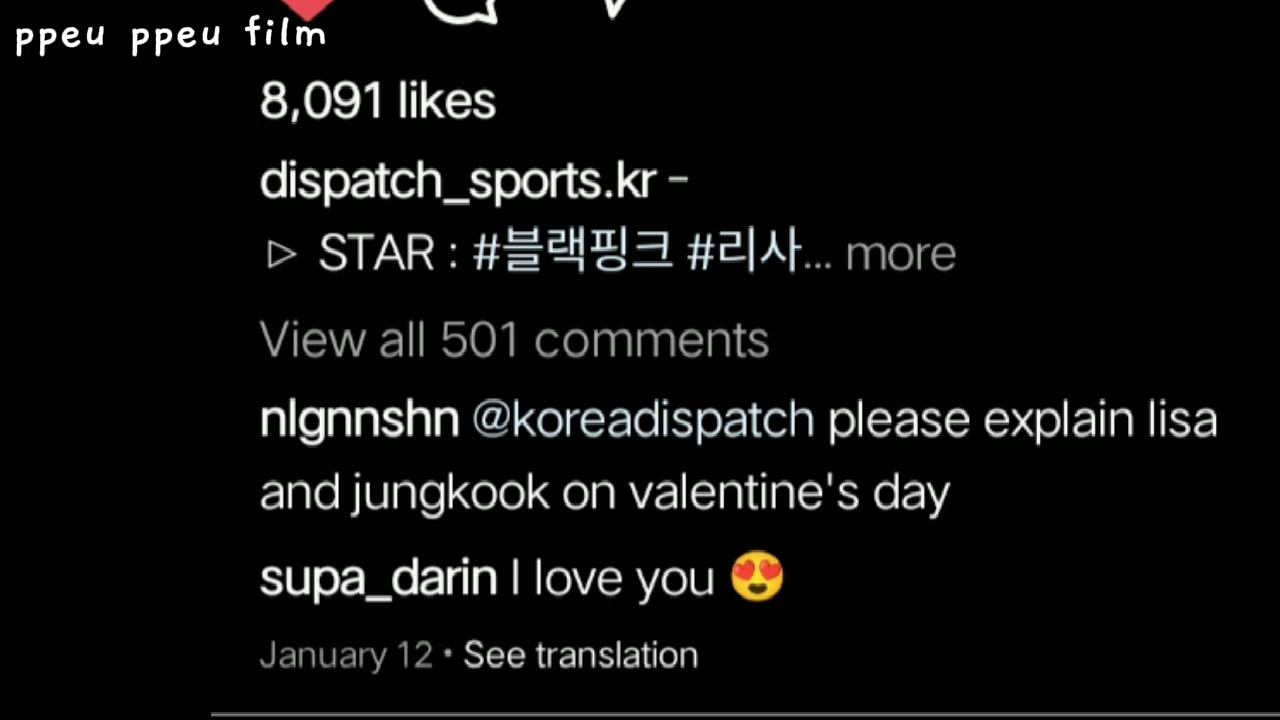 ppeu ppeu film
8,091 likes
dispatch_sports.kr -
▷ STAR : #블랙핑크 #리사... more
View all 501 comments
nlgnnshn @koreadispatch please explain lisa
and jungkook on valentine's day
supa_darin I love you 😍
January 12 • See translation